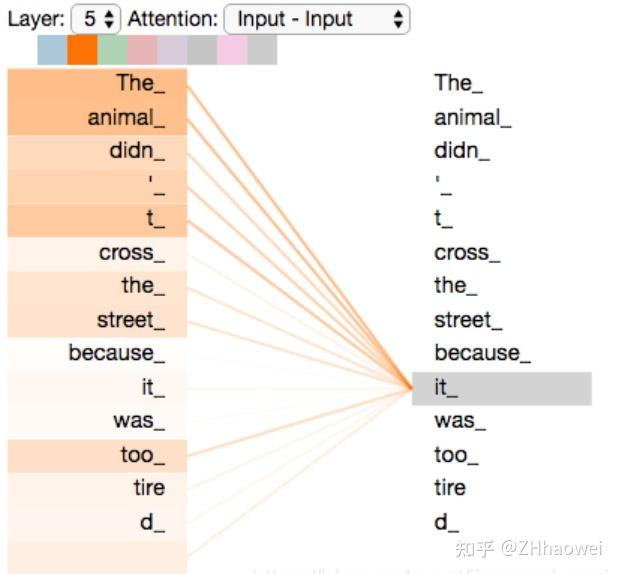 Layer: 5 Attention: Input - Input
The_ The_
animal_ animal_
didn_ didn_
'_ '_
t_ t_
cross_ cross_
the_ the_
street_ street_
because_ because_
it_ it_
was_ was_
too_ too_
tire tire
d_ d_
知乎 @ZHhaowei